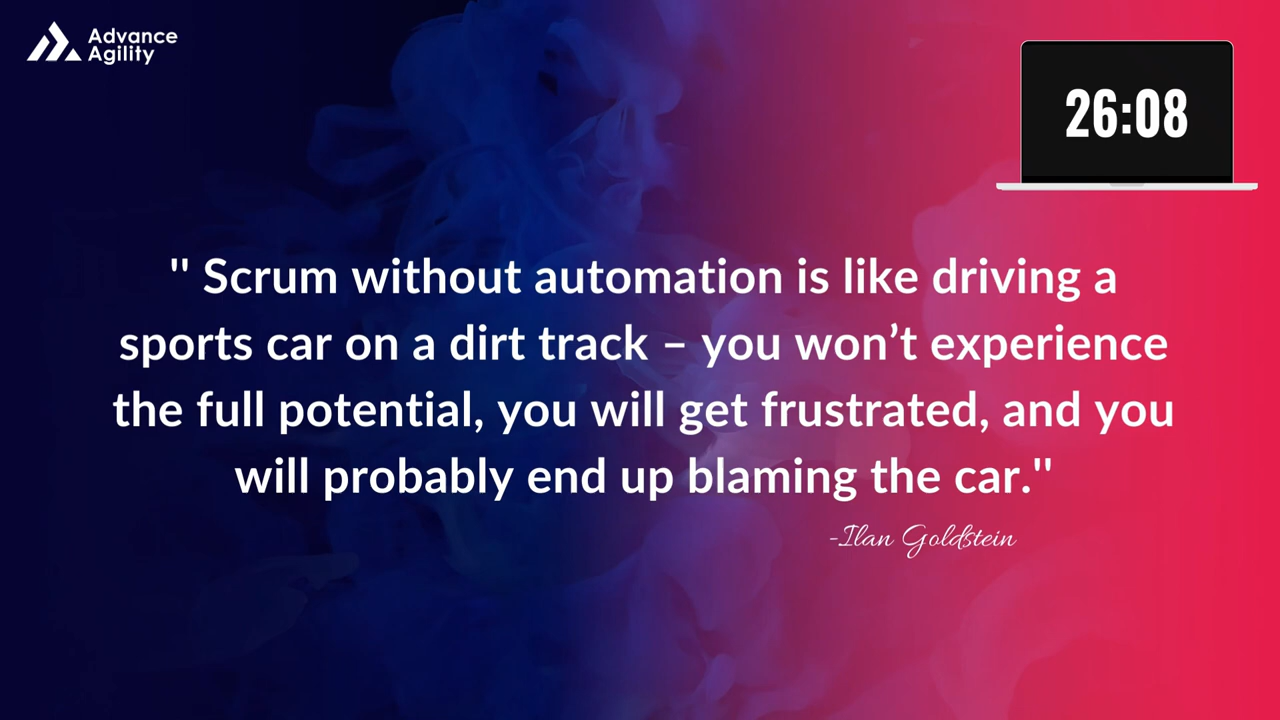 Advance
Agility
26:08
" Scrum without automation is like driving a
sports car on a dirt track – you won’t experience
the full potential, you will get frustrated, and you
will probably end up blaming the car."
-Ilan Goldstein